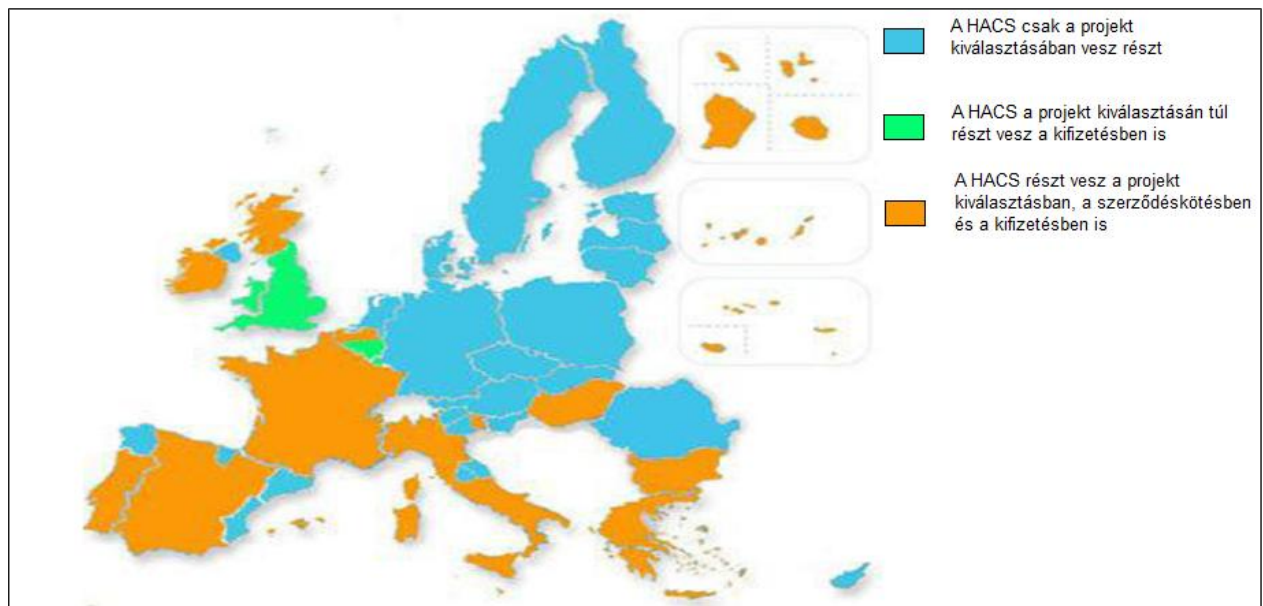 A HACS csak a projekt
kiválasztásában vesz részt
A HACS a projekt kiválasztásán túl
részt vesz a kifizetésben is
A HACS részt vesz a projekt
kiválasztásban, a szerződéskötésben
és a kifizetésben is